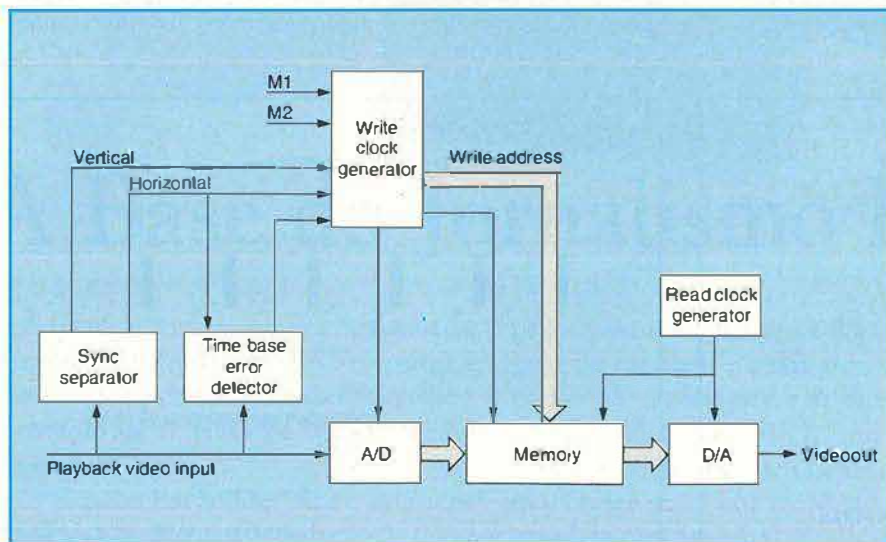 M1
M2
Write
clock
generator
Vertical
Horizontal
Write address
Read clock
generator
Sync
separator
Time base
error
detector
A/D
Memory
D/A
Videoout
Playback video input